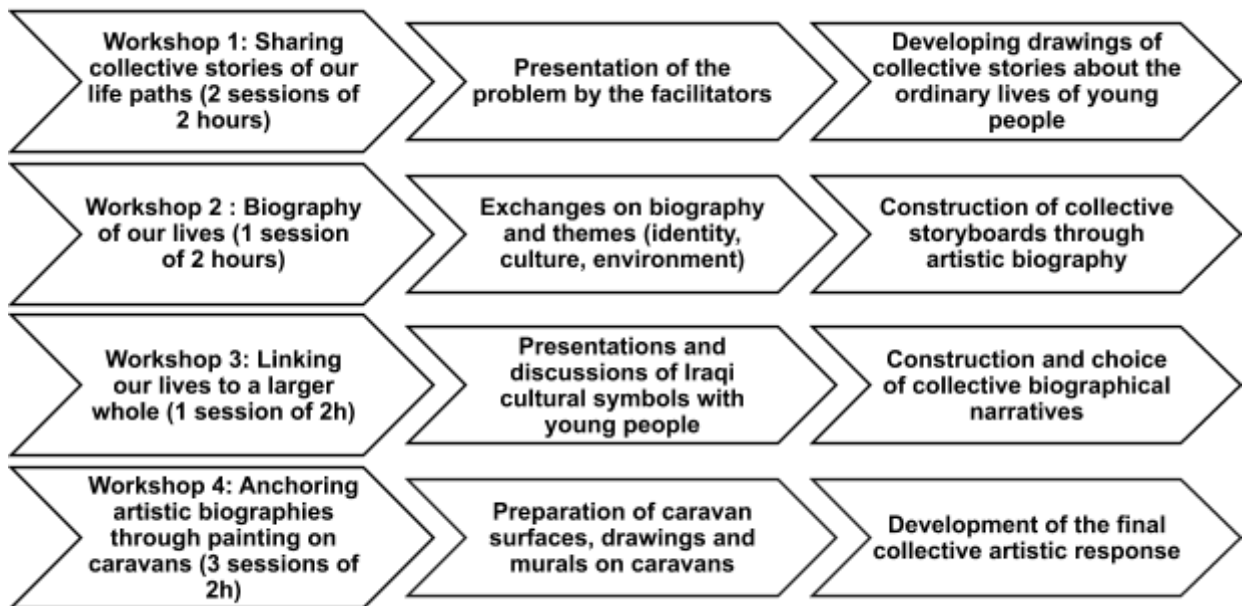 Workshop 1: Sharing
collective stories of our
life paths (2 sessions of
2 hours)
Presentation of the
problem by the facilitators
Developing drawings of
collective stories about the
ordinary lives of young
people
Workshop 2 : Biography
of our lives (1 session
of 2 hours)
Exchanges on biography
and themes (identity,
culture, environment)
Construction of collective
storyboards through
artistic biography
Workshop 3: Linking
our lives to a larger
whole (1 session of 2h)
Presentations and
discussions of Iraqi
cultural symbols with
young people
Construction and choice
of collective biographical
narratives
Workshop 4: Anchoring
artistic biographies
through painting on
caravans (3 sessions of
2h)
Preparation of caravan
surfaces, drawings and
murals on caravans
Development of the final
collective artistic response